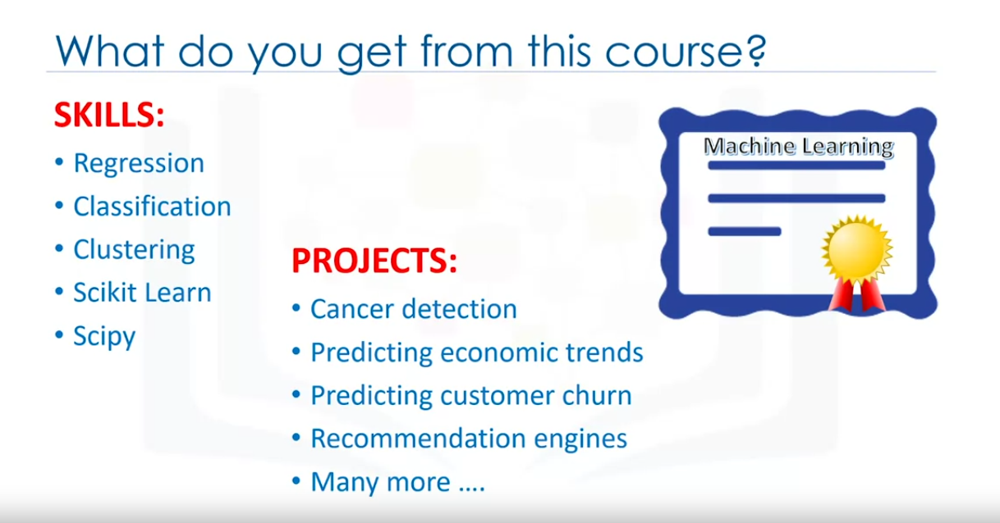 What do you get from this course?
SKILLS:
• Regression
• Classification
• Clustering
• Scikit Learn
• Scipy
PROJECTS:
• Cancer detection
• Predicting economic trends
• Predicting customer churn
• Recommendation engines
• Many more ....
Machine Learning